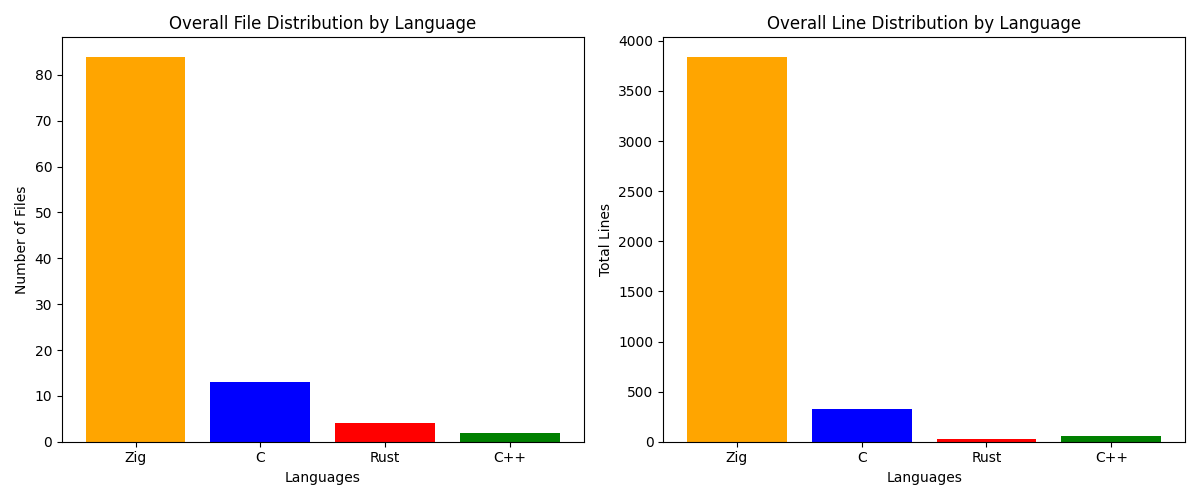 Overall File Distribution by Language
Number of Files
80
70
60
50
40
30
20
10
0
Zig C Rust C++
Languages
Overall Line Distribution by Language
Total Lines
4000
3500
3000
2500
2000
1500
1000
500
0
Zig C Rust C++
Languages